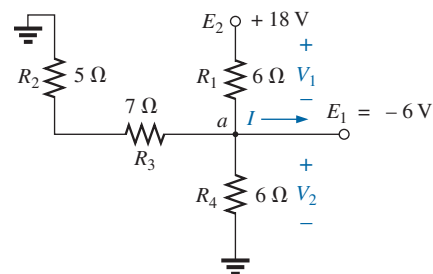 E₂ + 18 V
+
R₂ 5 Ω
R₁ 6 Ω V₁
−
7 Ω
a I E₁ = – 6 V
R₃
+
R₄ 6 Ω V₂
−